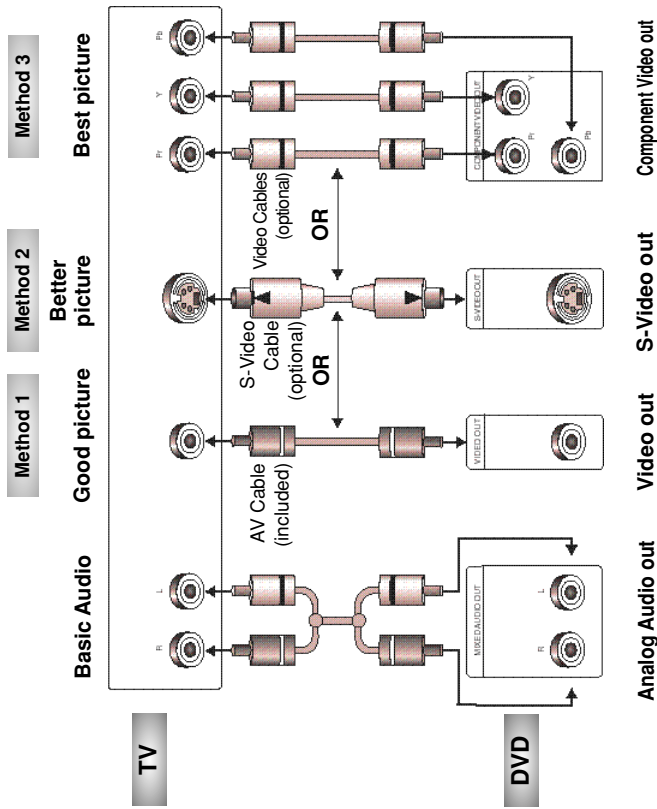 Method 1
Method 2
Method 3
Basic Audio
Good picture
Better
picture
Best picture
TV
R
L
Pr
Y
Pb
AV Cable
(included)
S-Video
Cable
(optional)
Video Cables
(optional)
OR
OR
DVD
MIXED AUDIO OUT
R
L
VIDEO OUT
S-VIDEO OUT
COMPONENT VIDEO OUT
Pr
Y
Pb
Analog Audio out
Video out
S-Video out
Component Video out